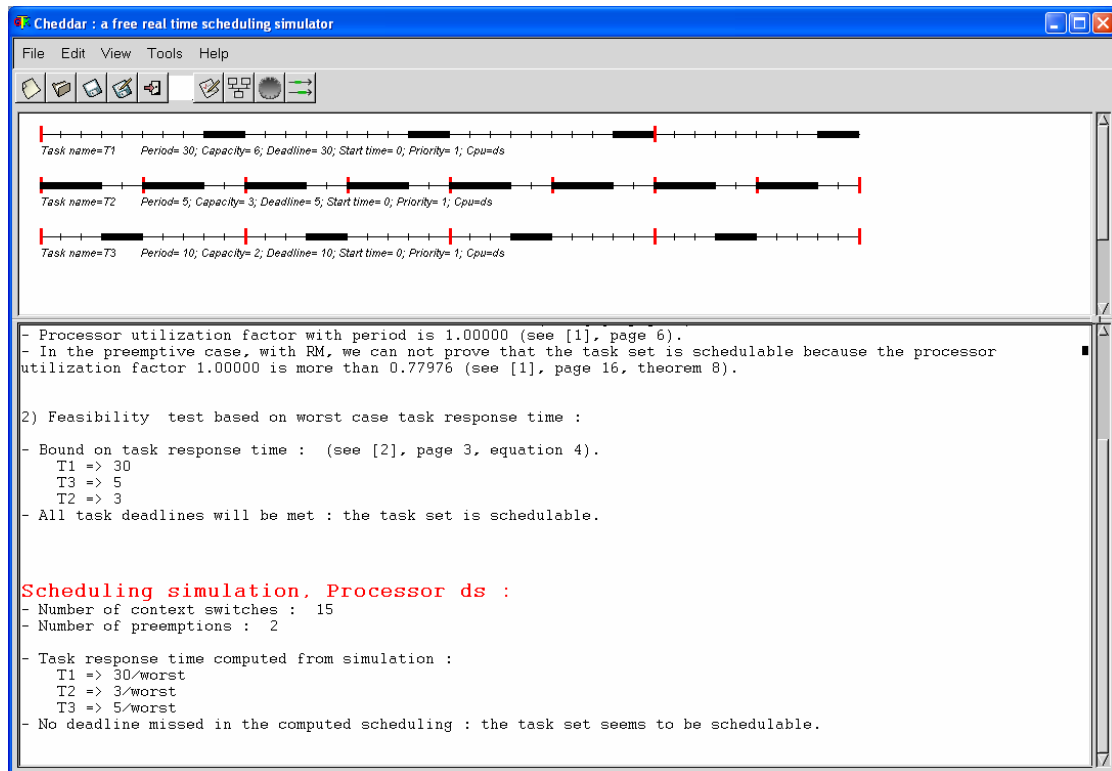 Cheddar : a free real time scheduling simulator
File Edit View Tools Help
Task name=T1 Period= 30; Capacity= 6; Deadline= 30; Start time= 0; Priority= 1; Cpu=ds
Task name=T2 Period= 5; Capacity= 3; Deadline= 5; Start time= 0; Priority= 1; Cpu=ds
Task name=T3 Period= 10; Capacity= 2; Deadline= 10; Start time= 0; Priority= 1; Cpu=ds
- Processor utilization factor with period is 1.00000 (see [1], page 6).
- In the preemptive case, with RM, we can not prove that the task set is schedulable because the processor
utilization factor 1.00000 is more than 0.77976 (see [1], page 16, theorem 8).
2) Feasibility test based on worst case task response time :
- Bound on task response time : (see [2], page 3, equation 4).
T1 => 30
T3 => 5
T2 => 3
- All task deadlines will be met : the task set is schedulable.
Scheduling simulation, Processor ds :
- Number of context switches : 15
- Number of preemptions : 2
- Task response time computed from simulation :
T1 => 30/worst
T2 => 3/worst
T3 => 5/worst
- No deadline missed in the computed scheduling : the task set seems to be schedulable.